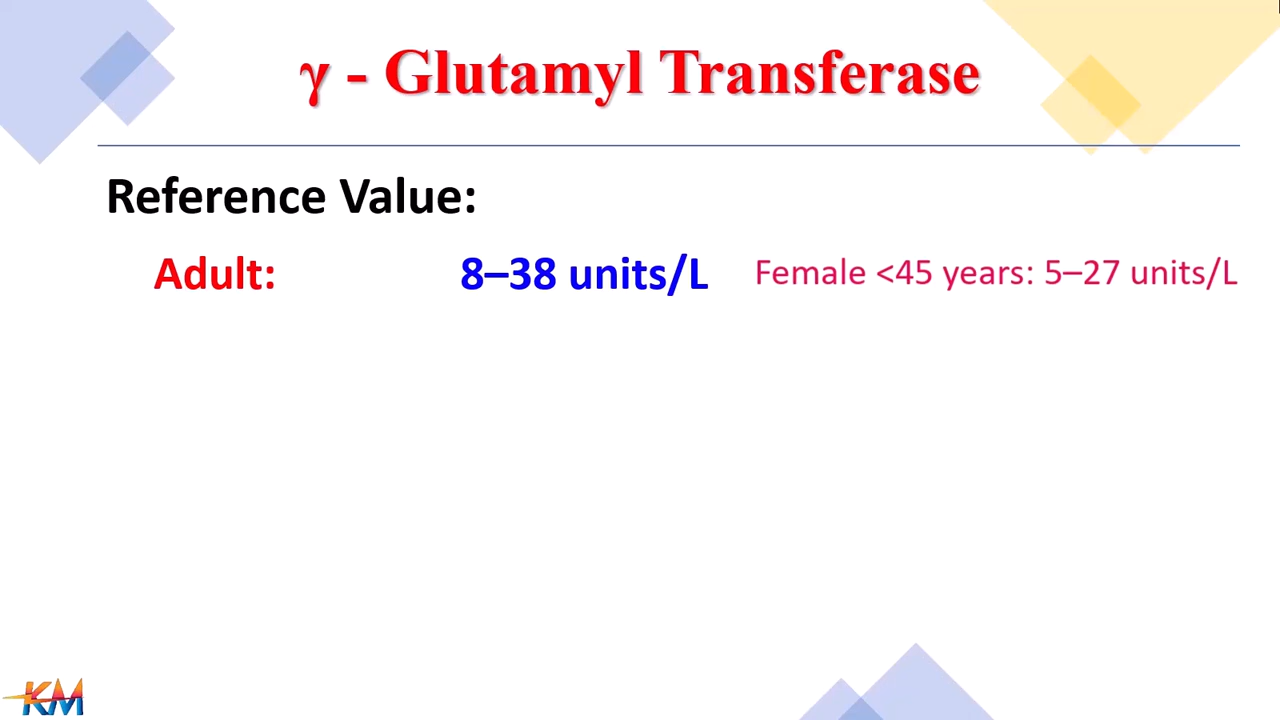 γ - Glutamyl Transferase
Reference Value:
Adult: 8–38 units/L Female <45 years: 5–27 units/L
KM